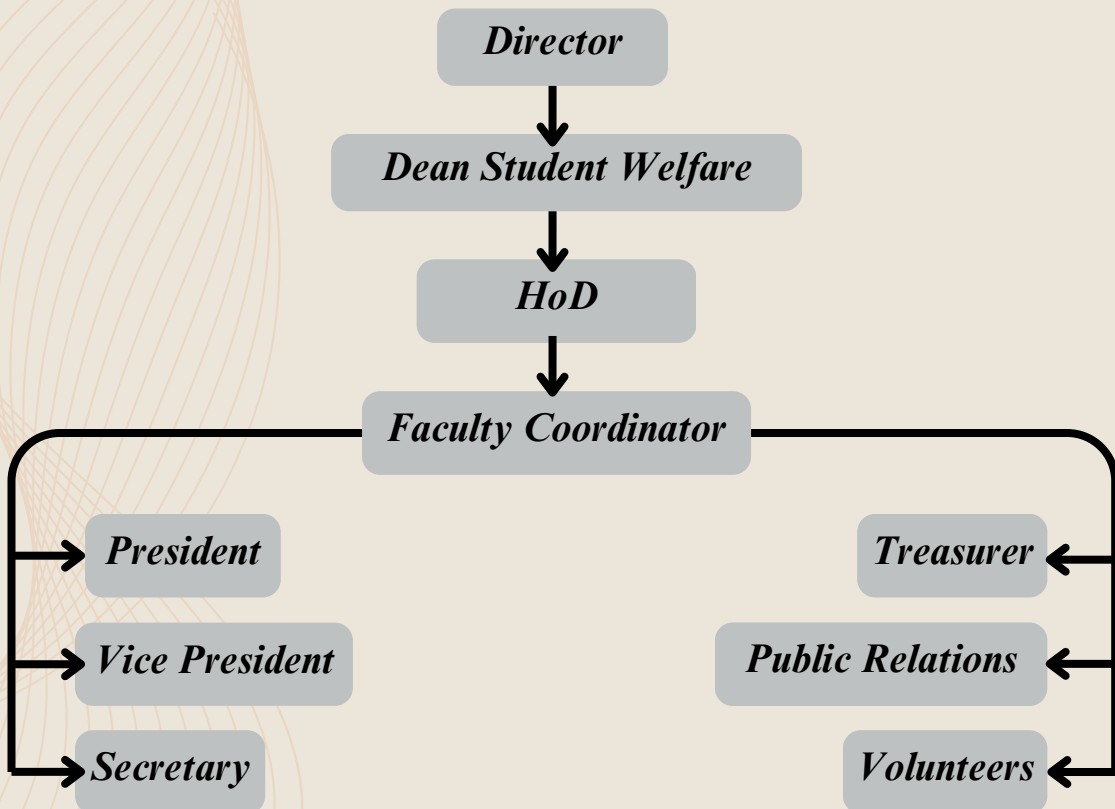 Director
Dean Student Welfare
HoD
Faculty Coordinator
President
Treasurer
Vice President
Public Relations
Secretary
Volunteers